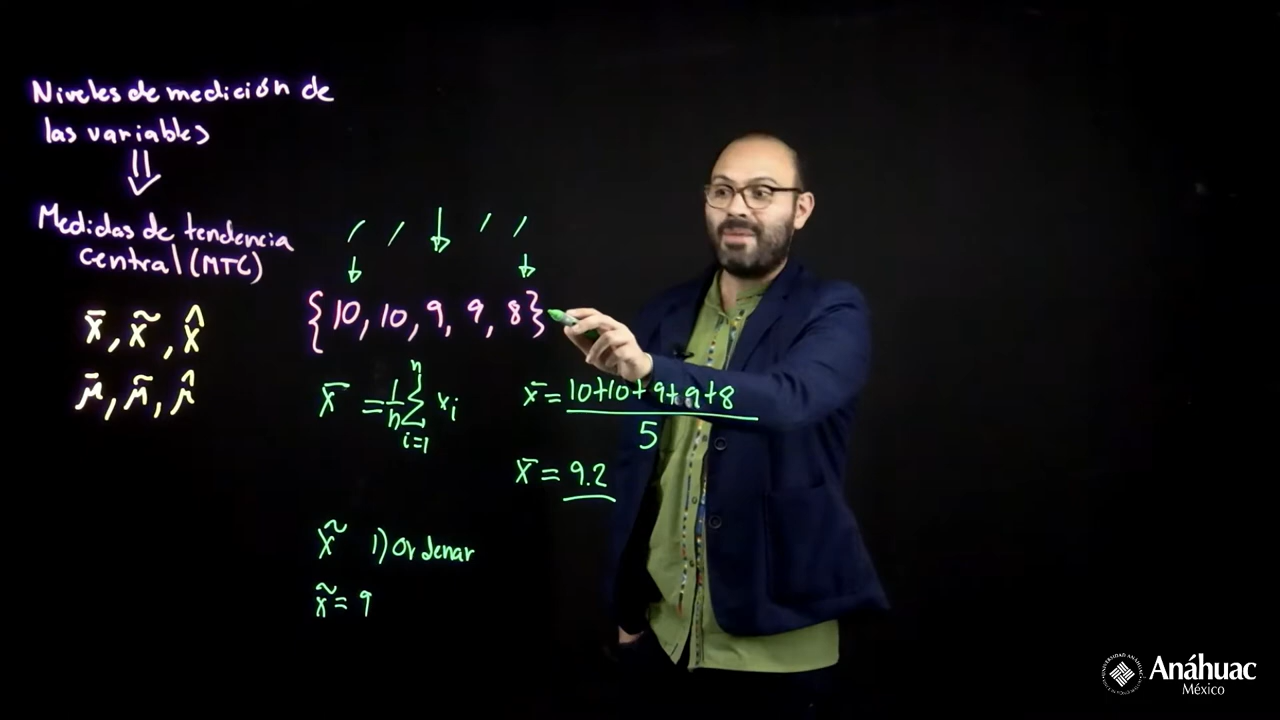 Niveles de medición de
las variables
Medidas de tendencia
central (MTC)
x̄, x̃, x̂
μ̄, μ̃, μ̂
{10, 10, 9, 9, 8}
x̄ = 1/n ∑ i=1 n xᵢ
x̄ = 10+10+9+9+8 / 5
x̄ = 9.2
x̃ 1) Ordenar
x̃ = 9
Anáhuac
México